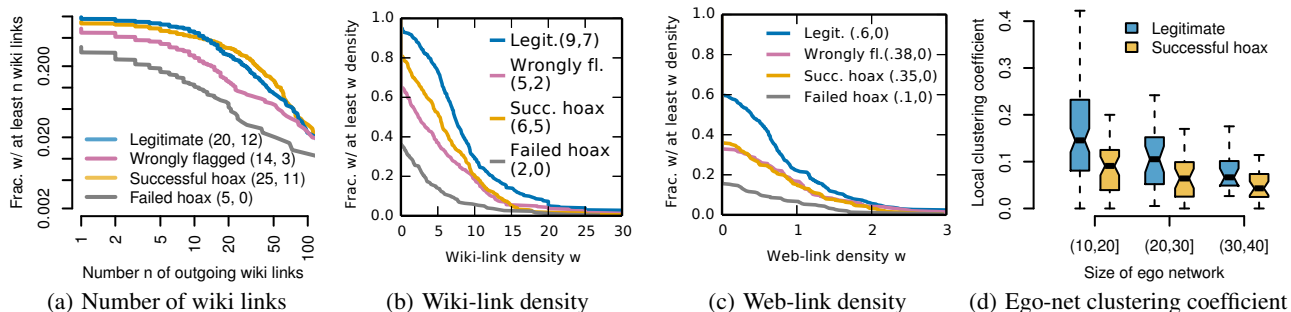 Frac. w/ at least n wiki links
0.200
0.020
0.002
Legitimate (20, 12)
Wrongly flagged (14, 3)
Successful hoax (25, 11)
Failed hoax (5, 0)
1 2 5 10 20 50 100
Number n of outgoing wiki links
(a) Number of wiki links
Frac. w/ at least w density
1.0
0.8
0.6
0.4
0.2
0.0
Legit.(9,7)
Wrongly fl.
(5,2)
Succ. hoax
(6,5)
Failed hoax
(2,0)
0 5 10 15 20 25 30
Wiki-link density w
(b) Wiki-link density
Frac. w/ at least w density
1.0
0.8
0.6
0.4
0.2
0.0
Legit. (.6,0)
Wrongly fl.(.38,0)
Succ. hoax (.35,0)
Failed hoax (.1,0)
0 1 2 3
Web-link density w
(c) Web-link density
Local clustering coefficient
0.4
0.3
0.2
0.1
0.0
Legitimate
Successful hoax
(10,20] (20,30] (30,40]
Size of ego network
(d) Ego-net clustering coefficient